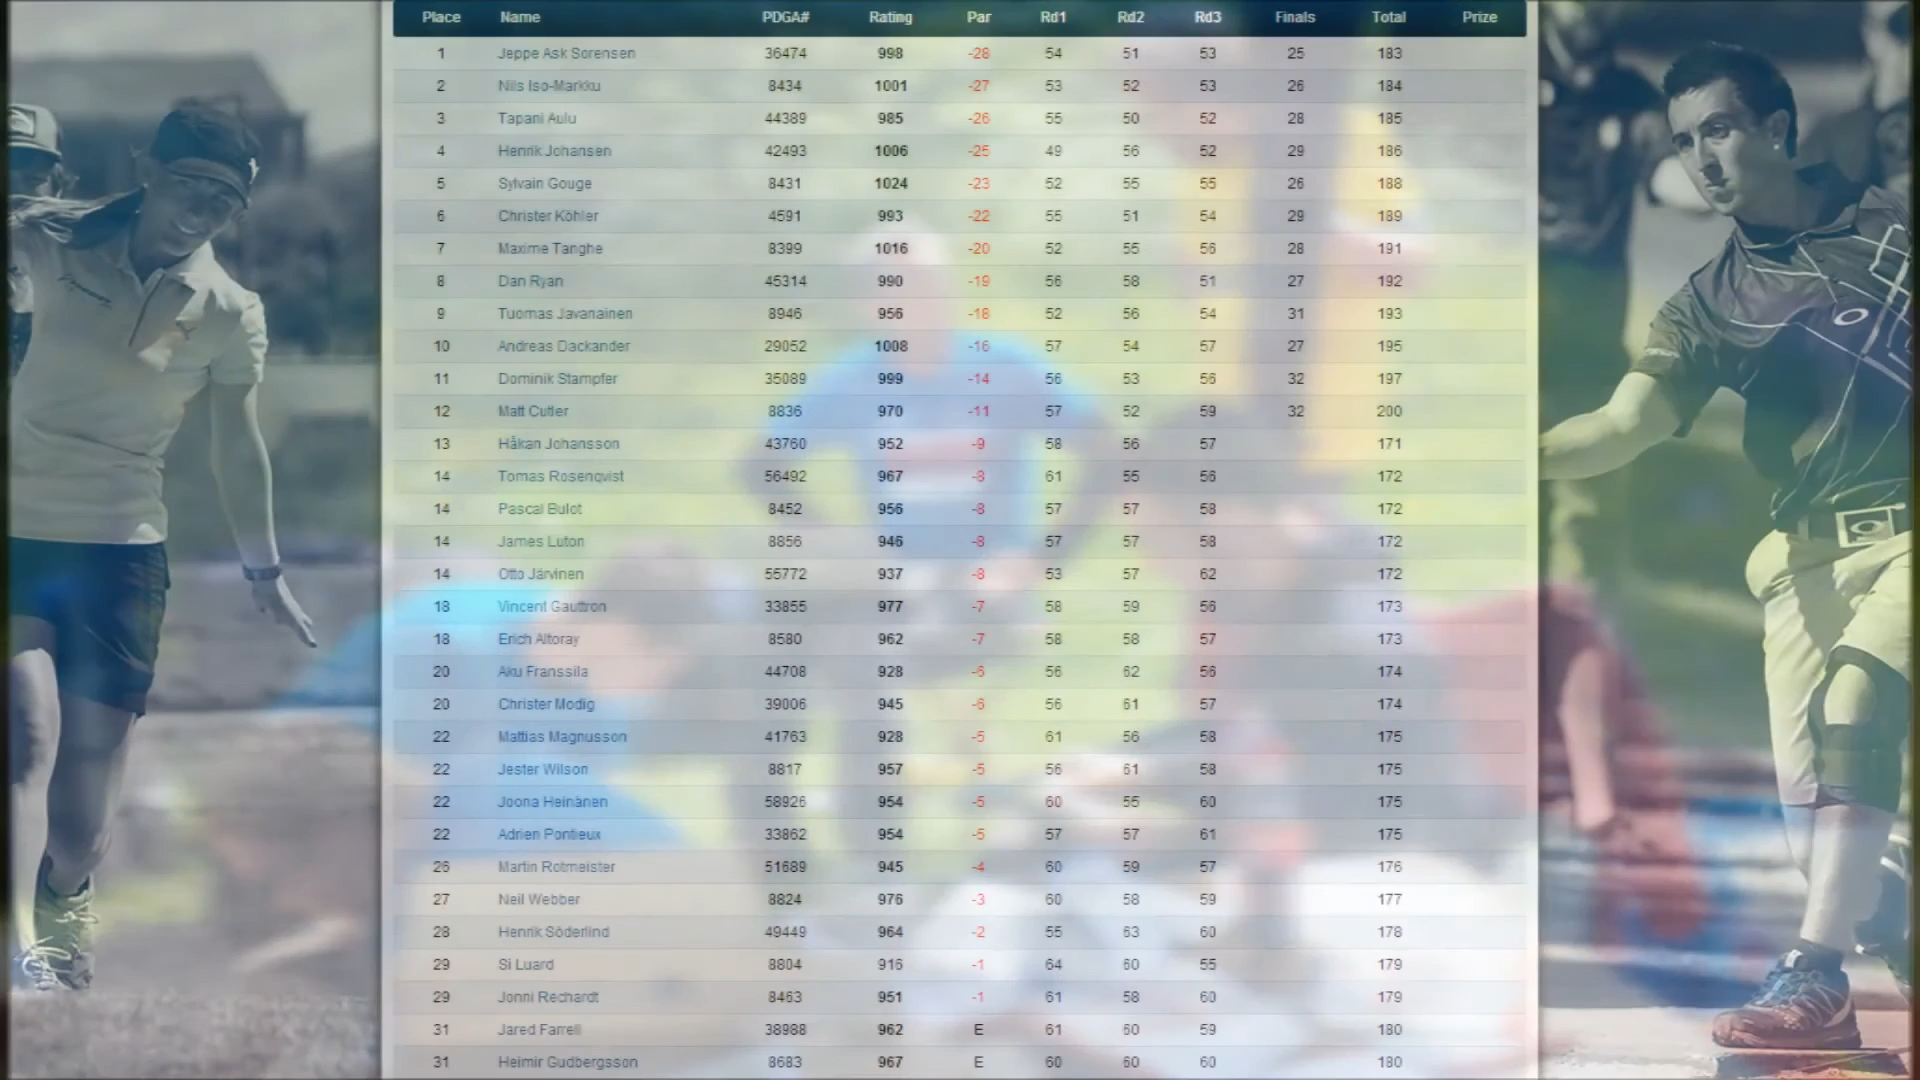 Place Name PDGA# Rating Par Rd1 Rd2 Rd3 Finals Total Prize
1 Jeppe Ask Sorensen 36474 998 -28 54 51 53 25 183
2 Nils Iso-Markku 8434 1001 -27 53 52 53 26 184
3 Tapani Aulu 44389 985 -26 55 50 52 28 185
4 Henrik Johansen 42493 1006 -25 49 56 52 29 186
5 Sylvain Gouge 8431 1024 -23 52 55 55 26 188
6 Christer Köhler 4591 993 -22 55 51 54 29 189
7 Maxime Tanghe 8399 1016 -20 52 55 56 28 191
8 Dan Ryan 45314 990 -19 56 58 51 27 192
9 Tuomas Javanainen 8946 956 -18 52 56 54 31 193
10 Andreas Dackander 29052 1008 -16 57 54 57 27 195
11 Dominik Stampfer 35089 999 -14 56 53 56 32 197
12 Matt Cutler 8836 970 -11 57 52 59 32 200
13 Håkan Johansson 43760 952 -9 58 56 57 171
14 Tomas Rosenqvist 56492 967 -8 61 55 56 172
14 Pascal Bulot 8452 956 -8 57 57 58 172
14 James Luton 8856 946 -8 57 57 58 172
14 Otto Järvinen 55772 937 -8 53 57 62 172
18 Vincent Gauttron 33855 977 -7 58 59 56 173
18 Erich Altoray 8580 962 -7 58 58 57 173
20 Aku Franssila 44708 928 -6 56 62 56 174
20 Christer Modig 39006 945 -6 56 61 57 174
22 Mattias Magnusson 41763 928 -5 61 56 58 175
22 Jester Wilson 8817 957 -5 56 61 58 175
22 Joona Heinänen 58926 954 -5 60 55 60 175
22 Adrien Pontieux 33862 954 -5 57 57 61 175
26 Martin Rotmeister 51689 945 -4 60 59 57 176
27 Neil Webber 8824 976 -3 60 58 59 177
28 Henrik Söderlind 49449 964 -2 55 63 60 178
29 Si Luard 8804 916 -1 64 60 55 179
29 Jonni Rechardt 8463 951 -1 61 58 60 179
31 Jared Farrell 38988 962 E 61 60 59 180
31 Heimir Gudbergsson 8683 967 E 60 60 60 180